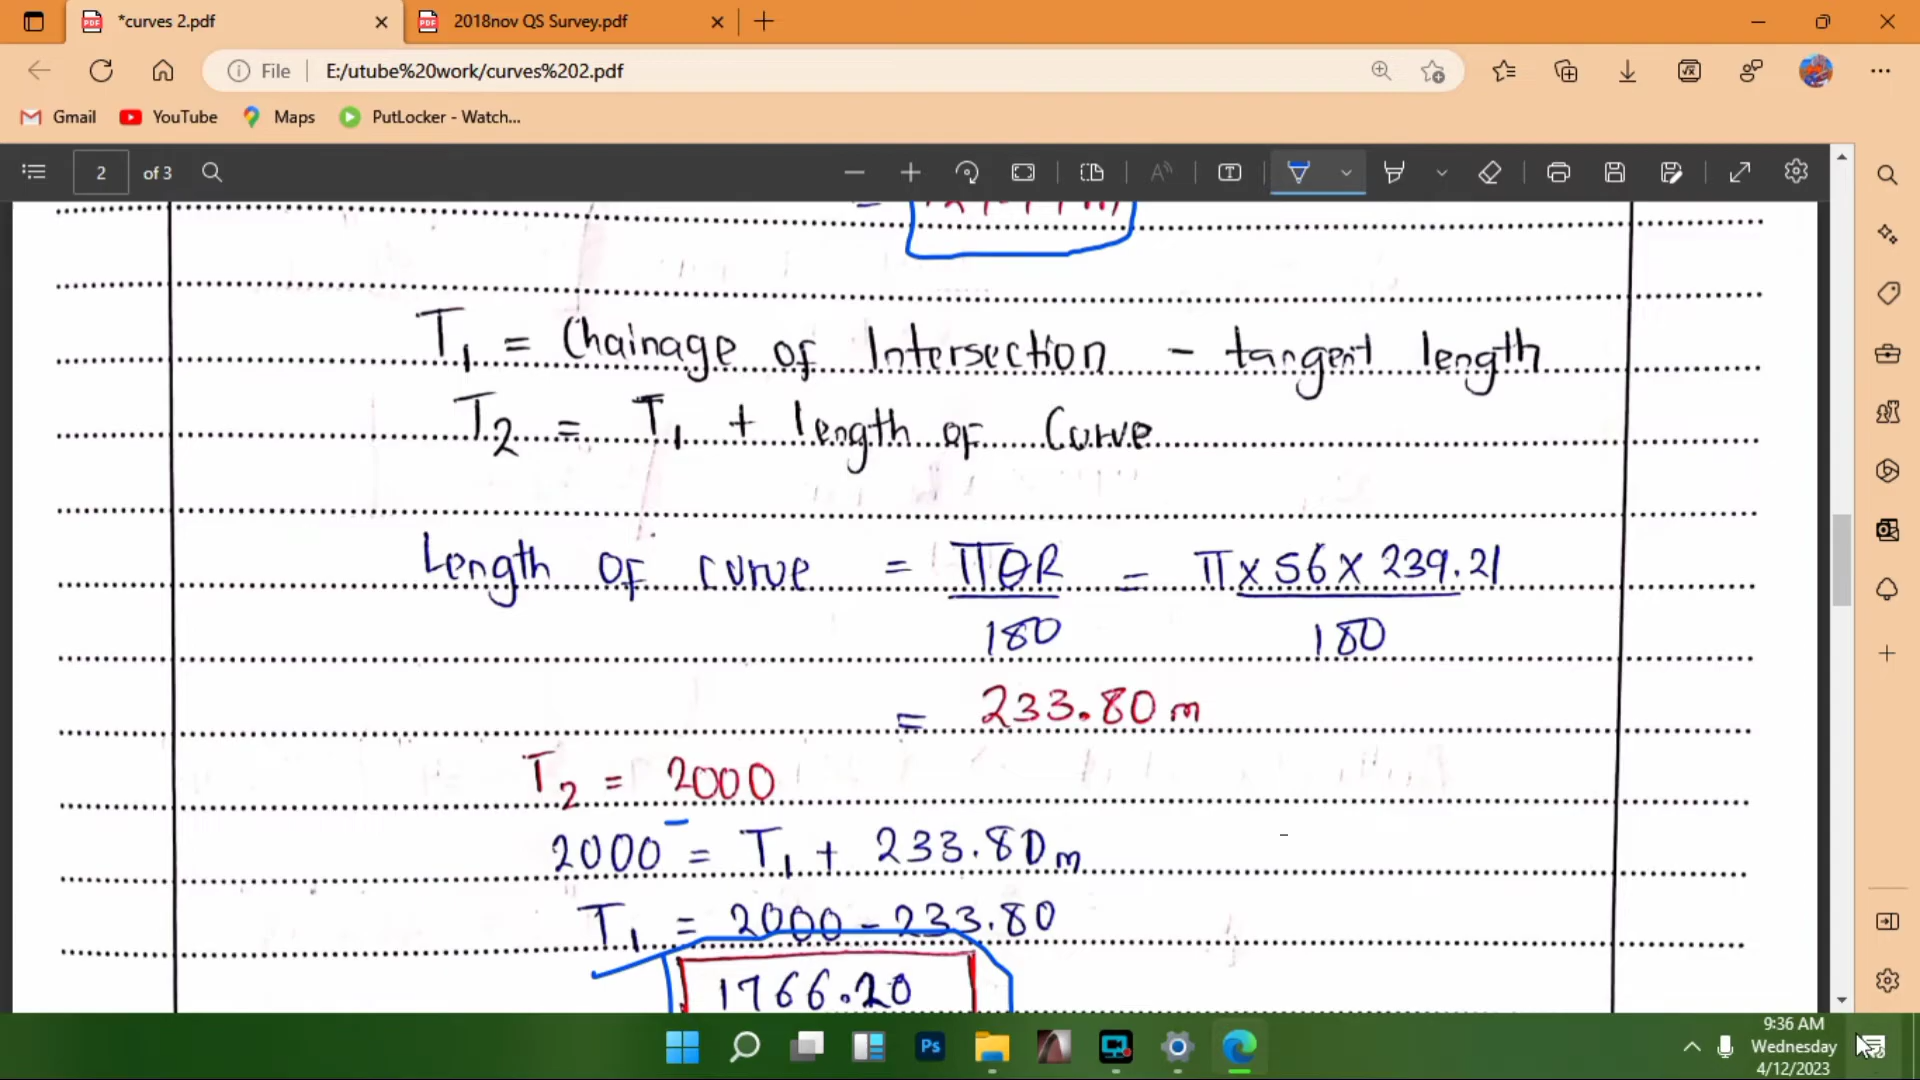 *curves 2.pdf
2018nov QS Survey.pdf
File
E:/utube%20work/curves%202.pdf
Gmail
YouTube
Maps
PutLocker - Watch...
2
of 3
T1 = Chainage of Intersection - tangent length
T2 = T1 + length of Curve
Length of curve = πθR/180 = π x 56 x 239.21/180
= 233.80 m
T2 = 2000
2000 = T1 + 233.80 m
T1 = 2000 - 233.80
1766.20
Ps
9:36 AM
Wednesday
4/12/2023